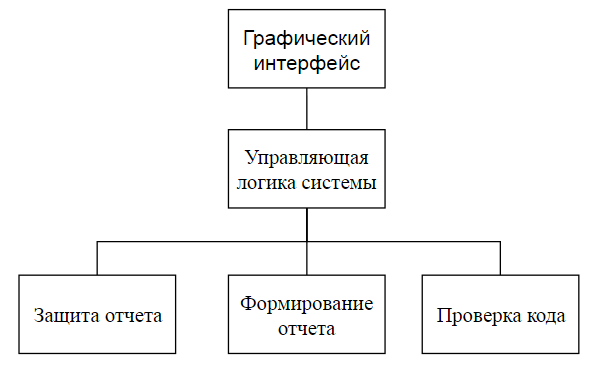 Графический
интерфейс
Управляющая
логика системы
Защита отчета
Формирование
отчета
Проверка кода